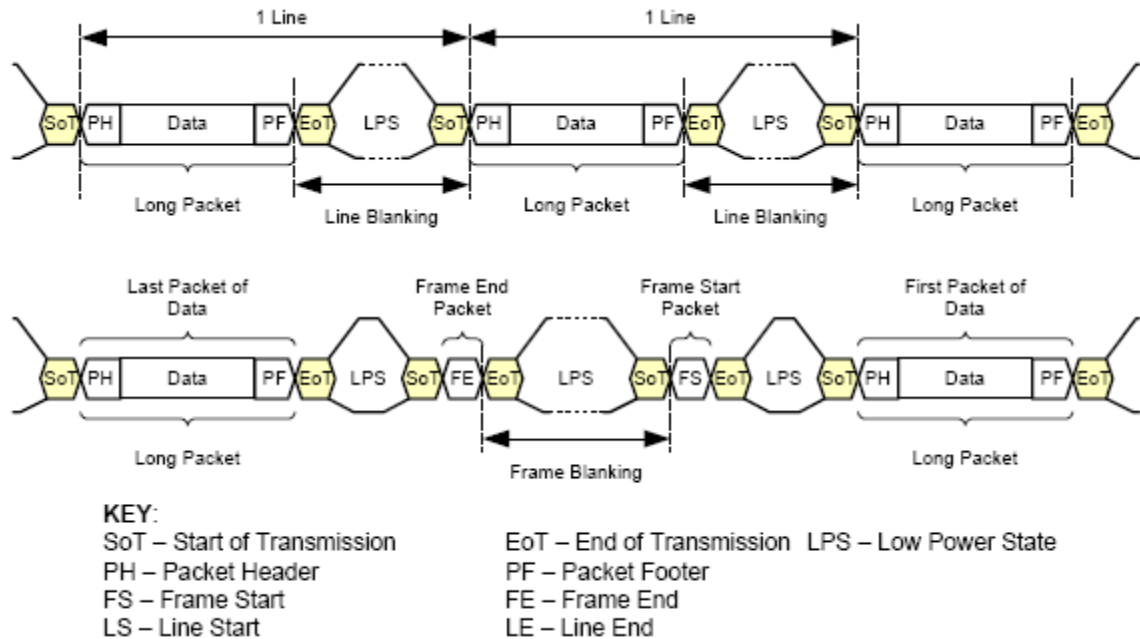 1 Line 1 Line
SoT PH Data PF EoT LPS SoT PH Data PF EoT LPS SoT PH Data PF EoT
Long Packet Line Blanking Long Packet Line Blanking Long Packet
Last Packet of Data Frame End Packet Frame Start Packet First Packet of Data
SoT PH Data PF EoT LPS SoT FE EoT LPS SoT FS EoT LPS SoT PH Data PF EoT
Long Packet Frame Blanking Long Packet
KEY:
SoT – Start of Transmission EoT – End of Transmission LPS – Low Power State
PH – Packet Header PF – Packet Footer
FS – Frame Start FE – Frame End
LS – Line Start LE – Line End